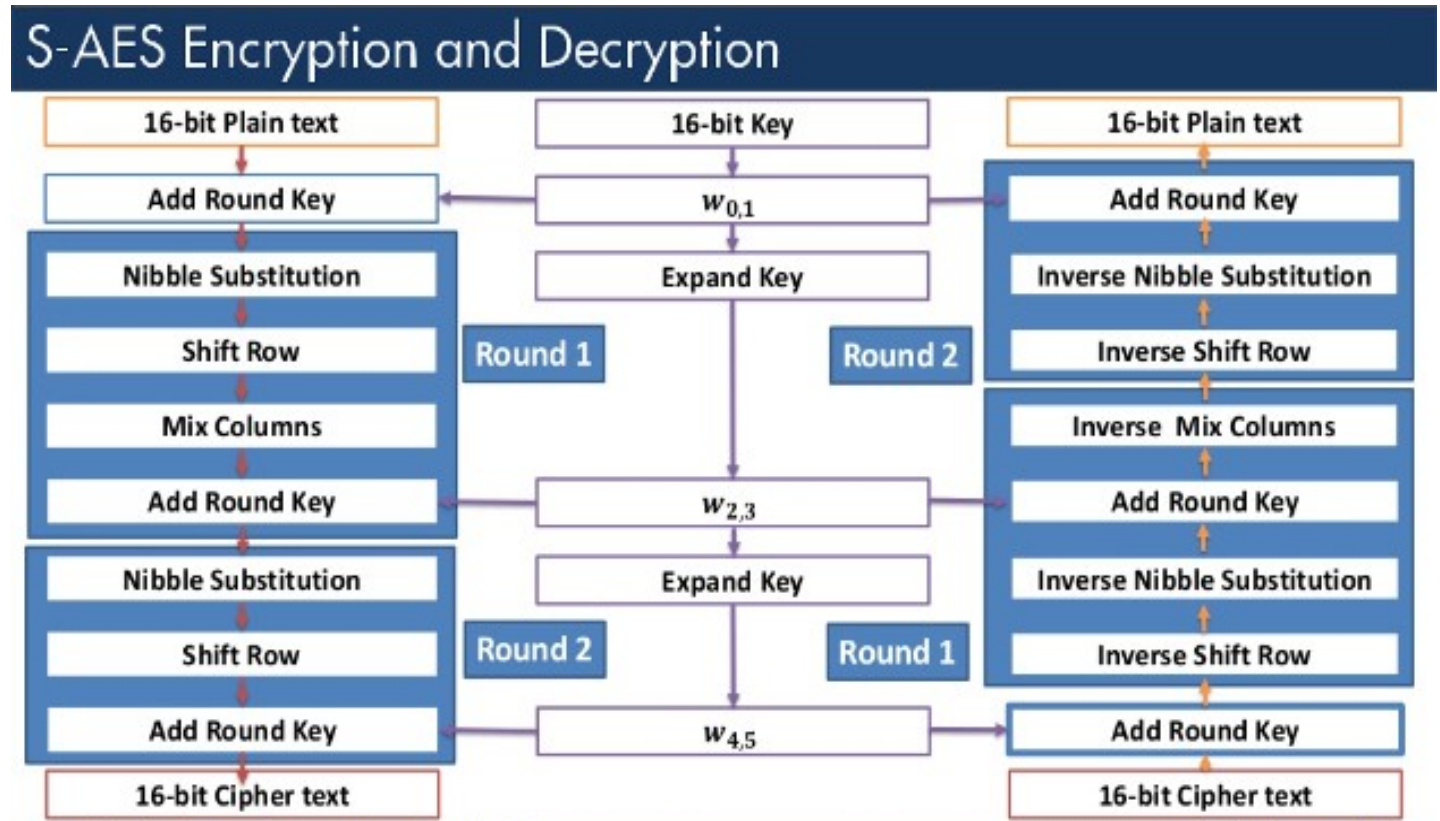 S-AES Encryption and Decryption
16-bit Plain text
Add Round Key
Nibble Substitution
Shift Row
Mix Columns
Add Round Key
Round 1
Nibble Substitution
Shift Row
Add Round Key
Round 2
16-bit Cipher text
16-bit Key
w0,1
Expand Key
w2,3
Expand Key
w4,5
16-bit Plain text
Add Round Key
Inverse Nibble Substitution
Inverse Shift Row
Round 2
Inverse Mix Columns
Add Round Key
Inverse Nibble Substitution
Inverse Shift Row
Round 1
Add Round Key
16-bit Cipher text